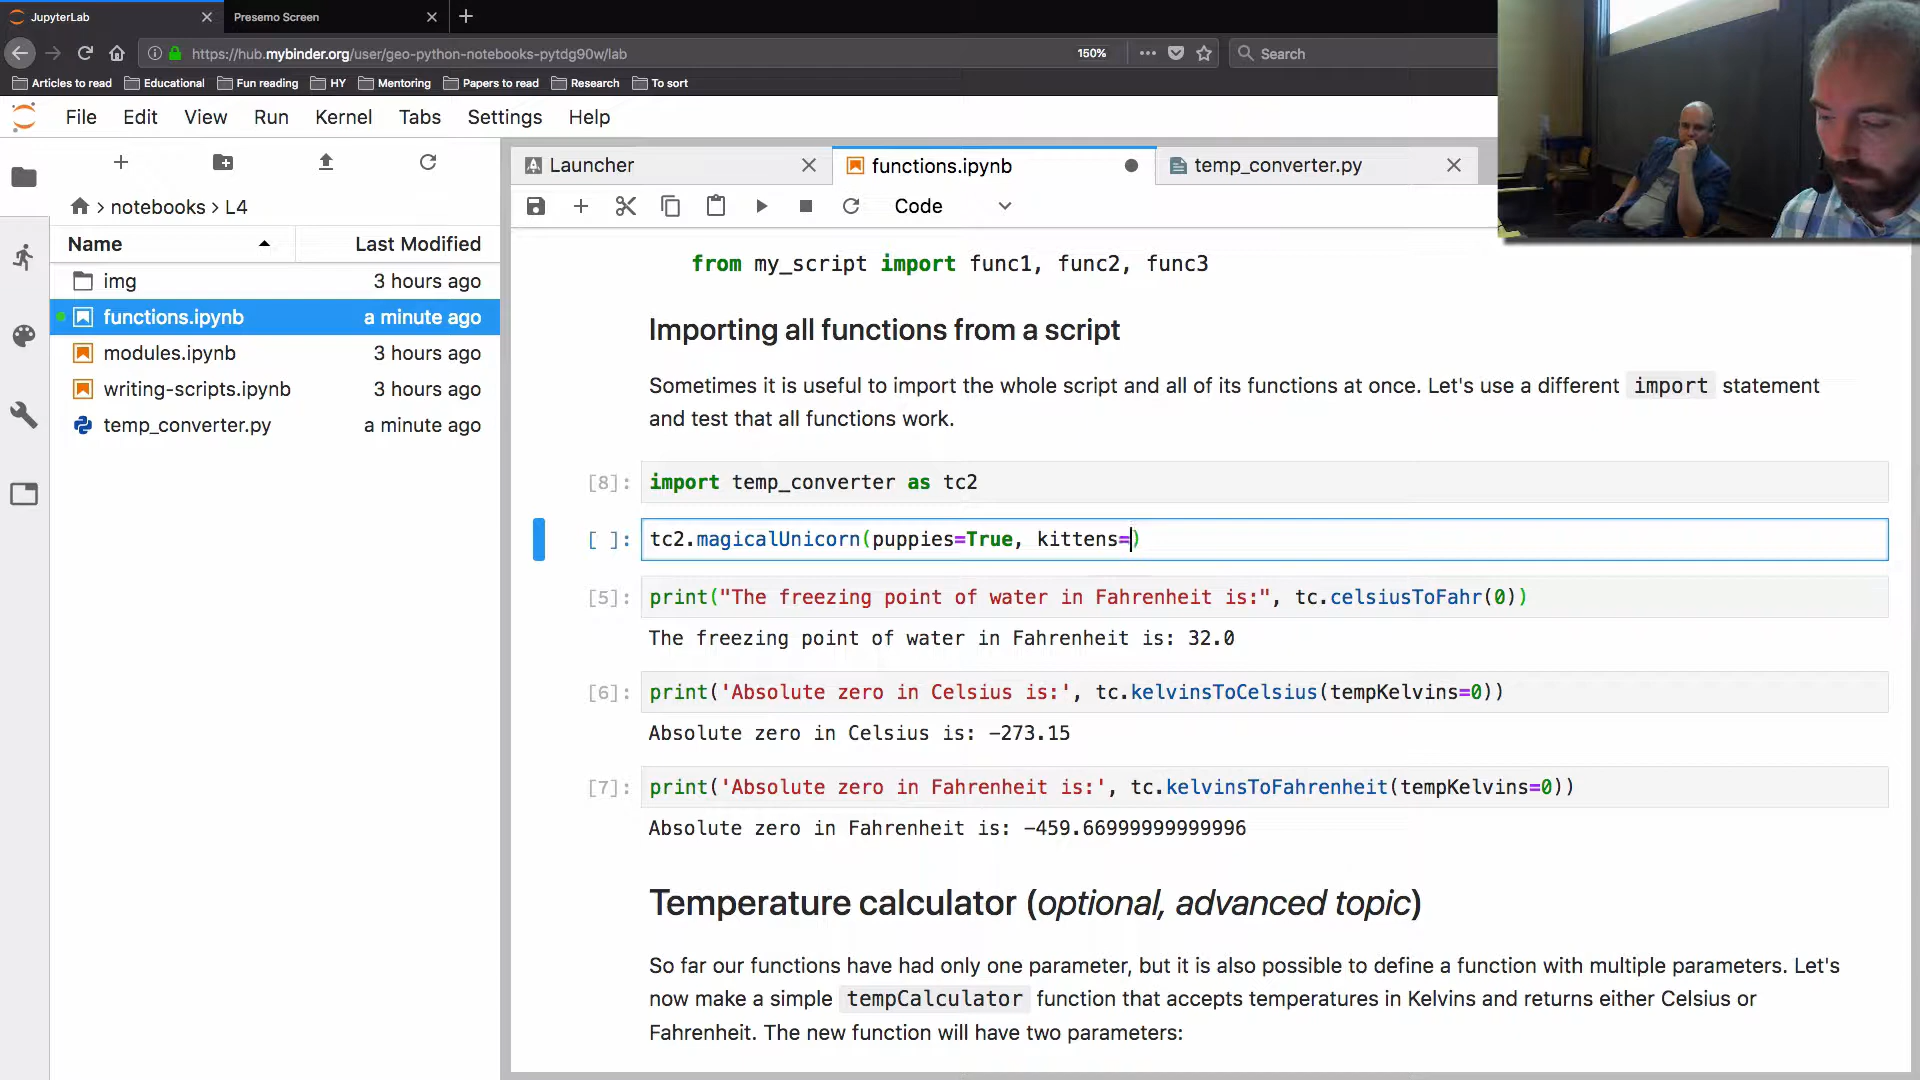 JupyterLab
Presemo Screen
https://hub.mybinder.org/user/geo-python-notebooks-pytdg90w/lab
150%
Search
Articles to read
Educational
Fun reading
HY
Mentoring
Papers to read
Research
To sort
File Edit View Run Kernel Tabs Settings Help
Launcher
functions.ipynb
temp_converter.py
notebooks > L4
Code
Name
Last Modified
img 3 hours ago
functions.ipynb a minute ago
modules.ipynb 3 hours ago
writing-scripts.ipynb 3 hours ago
temp_converter.py a minute ago
from my_script import func1, func2, func3
Importing all functions from a script
Sometimes it is useful to import the whole script and all of its functions at once. Let's use a different import statement
and test that all functions work.
[8]: import temp_converter as tc2
[ ]: tc2.magicalUnicorn(puppies=True, kittens=)
[5]: print("The freezing point of water in Fahrenheit is:", tc.celsiusToFahr(0))
The freezing point of water in Fahrenheit is: 32.0
[6]: print('Absolute zero in Celsius is:', tc.kelvinsToCelsius(tempKelvins=0))
Absolute zero in Celsius is: -273.15
[7]: print('Absolute zero in Fahrenheit is:', tc.kelvinsToFahrenheit(tempKelvins=0))
Absolute zero in Fahrenheit is: -459.66999999999996
Temperature calculator (optional, advanced topic)
So far our functions have had only one parameter, but it is also possible to define a function with multiple parameters. Let's
now make a simple tempCalculator function that accepts temperatures in Kelvins and returns either Celsius or
Fahrenheit. The new function will have two parameters: